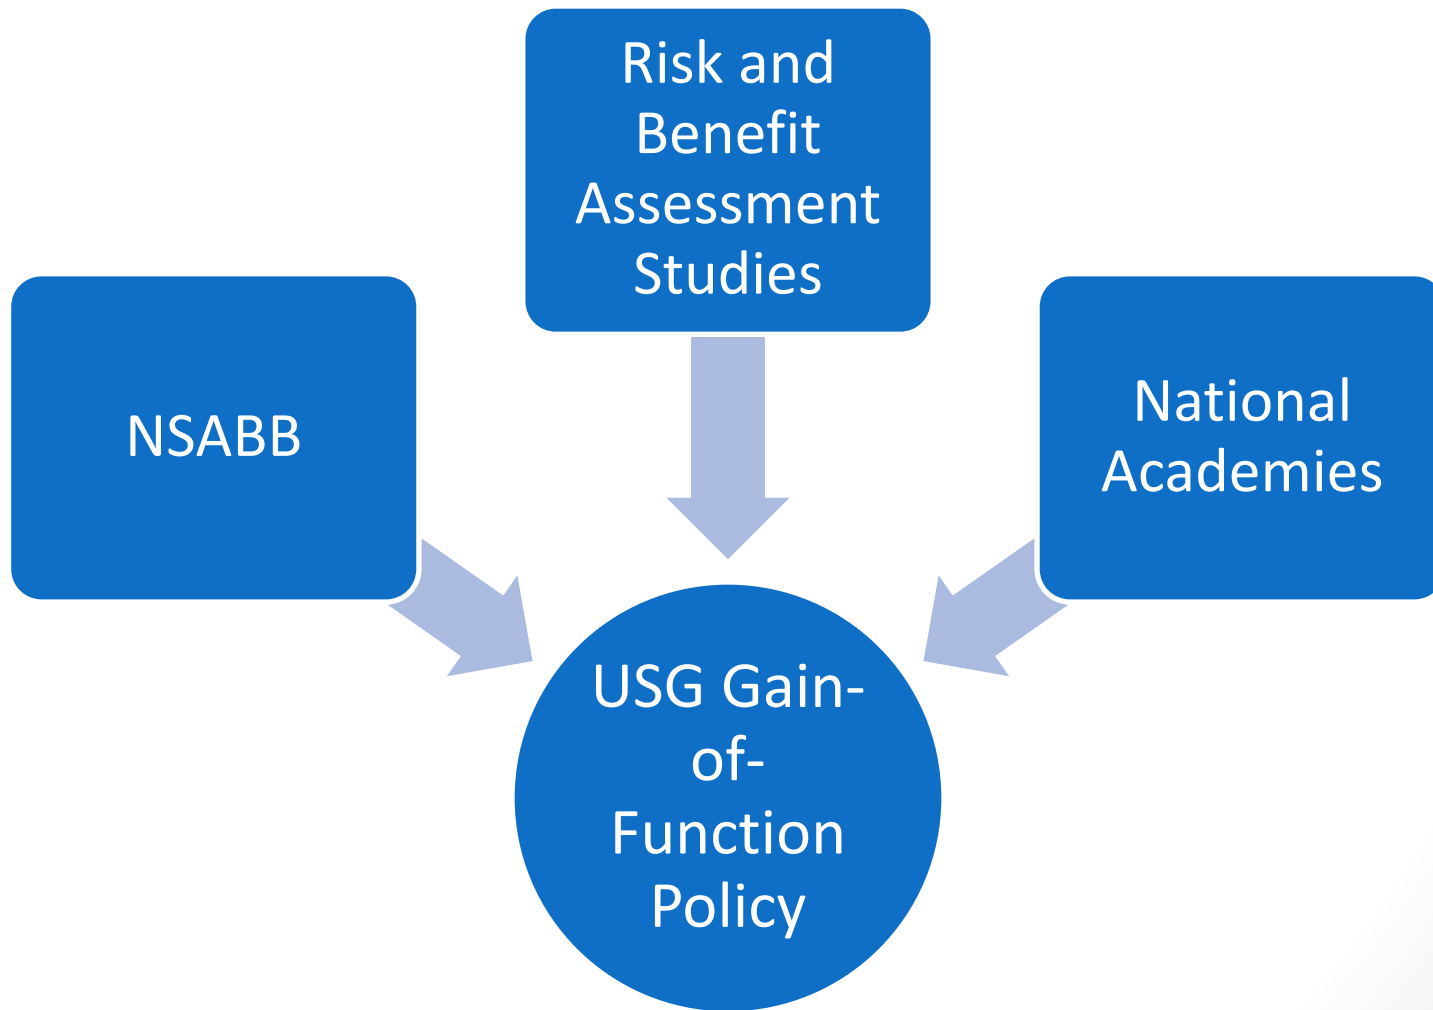 Risk and
Benefit
Assessment
Studies
NSABB
National
Academies
USG Gain-
of-
Function
Policy